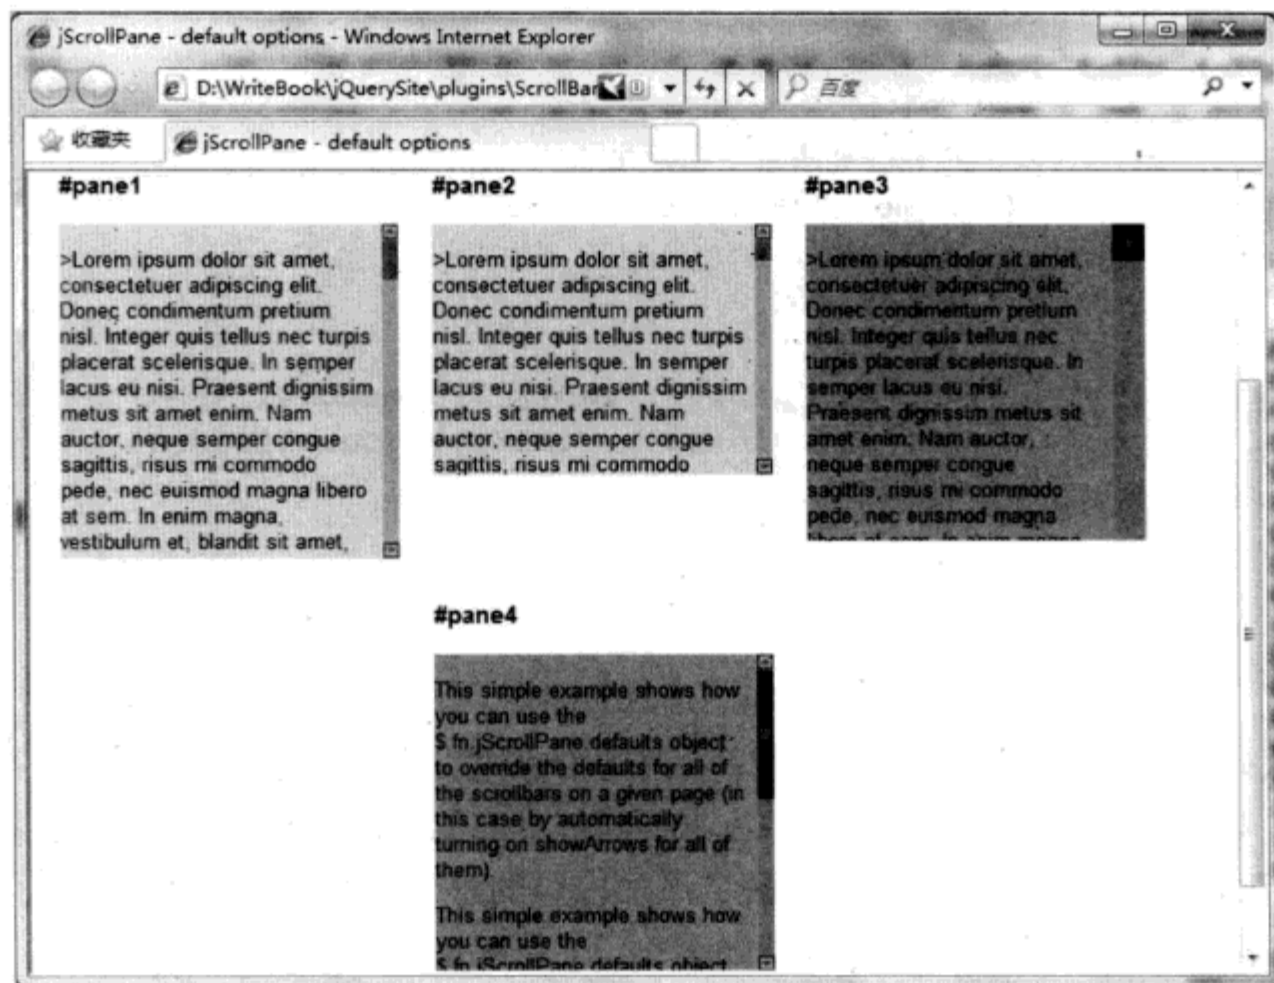 jScrollPane - default options - Windows Internet Explorer
D:\WriteBook\jQuerySite\plugins\ScrollBar
百度
收藏夹
jScrollPane - default options
#pane1
>Lorem ipsum dolor sit amet,
consectetuer adipiscing elit.
Donec condimentum pretium
nisl. Integer quis tellus nec turpis
placerat scelerisque. In semper
lacus eu nisi. Praesent dignissim
metus sit amet enim. Nam
auctor, neque semper congue
sagittis, risus mi commodo
pede, nec euismod magna libero
at sem. In enim magna,
vestibulum et, blandit sit amet,
#pane2
>Lorem ipsum dolor sit amet,
consectetuer adipiscing elit.
Donec condimentum pretium
nisl. Integer quis tellus nec turpis
placerat scelerisque. In semper
lacus eu nisi. Praesent dignissim
metus sit amet enim. Nam
auctor, neque semper congue
sagittis, risus mi commodo
#pane3
>Lorem ipsum dolor sit amet,
consectetuer adipiscing elit.
Donec condimentum pretium
nisl. Integer quis tellus nec
turpis placerat scelerisque. In
semper lacus eu nisi.
Praesent dignissim metus sit
amet enim. Nam auctor,
neque semper congue
sagittis, risus mi commodo
pede, nec euismod magna
libero at sem. In enim magna
#pane4
This simple example shows how
you can use the
$.fn.jScrollPane.defaults object
to override the defaults for all of
the scrollbars on a given page (in
this case by automatically
turning on showArrows for all of
them)
This simple example shows how
you can use the
$.fn.jScrollPane.defaults object